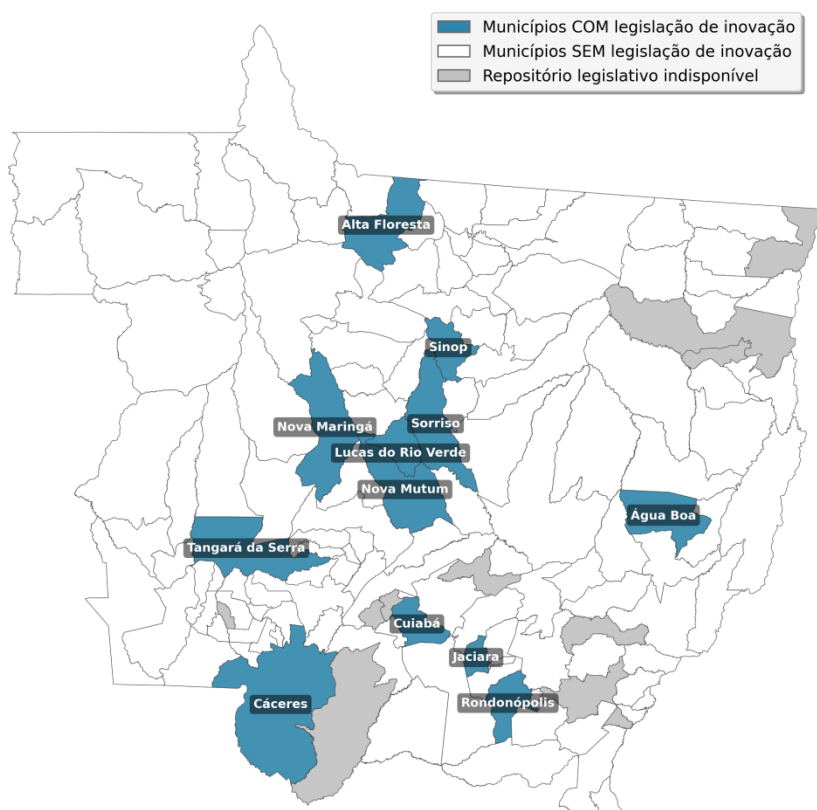 Municípios COM legislação de inovação
Municípios SEM legislação de inovação
Repositório legislativo indisponível
Alta Floresta
Sinop
Nova Maringá
Sorriso
Lucas do Rio Verde
Nova Mutum
Água Boa
Tangará da Serra
Cuiabá
Jaciara
Cáceres
Rondonópolis